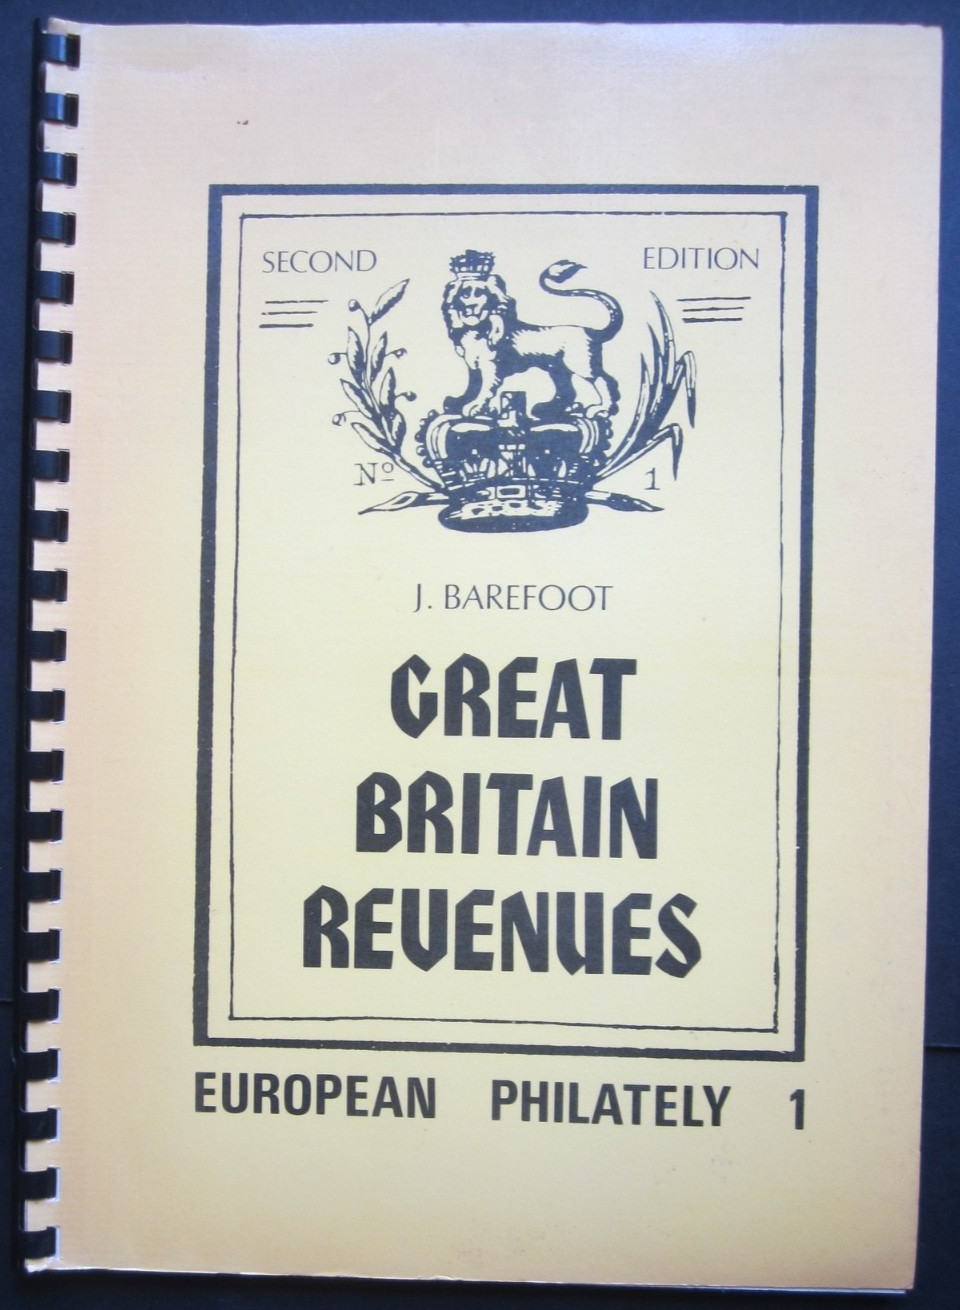 SECOND EDITION
Nº 1
J. BAREFOOT
GREAT
BRITAIN
REVENUES
EUROPEAN PHILATELY 1